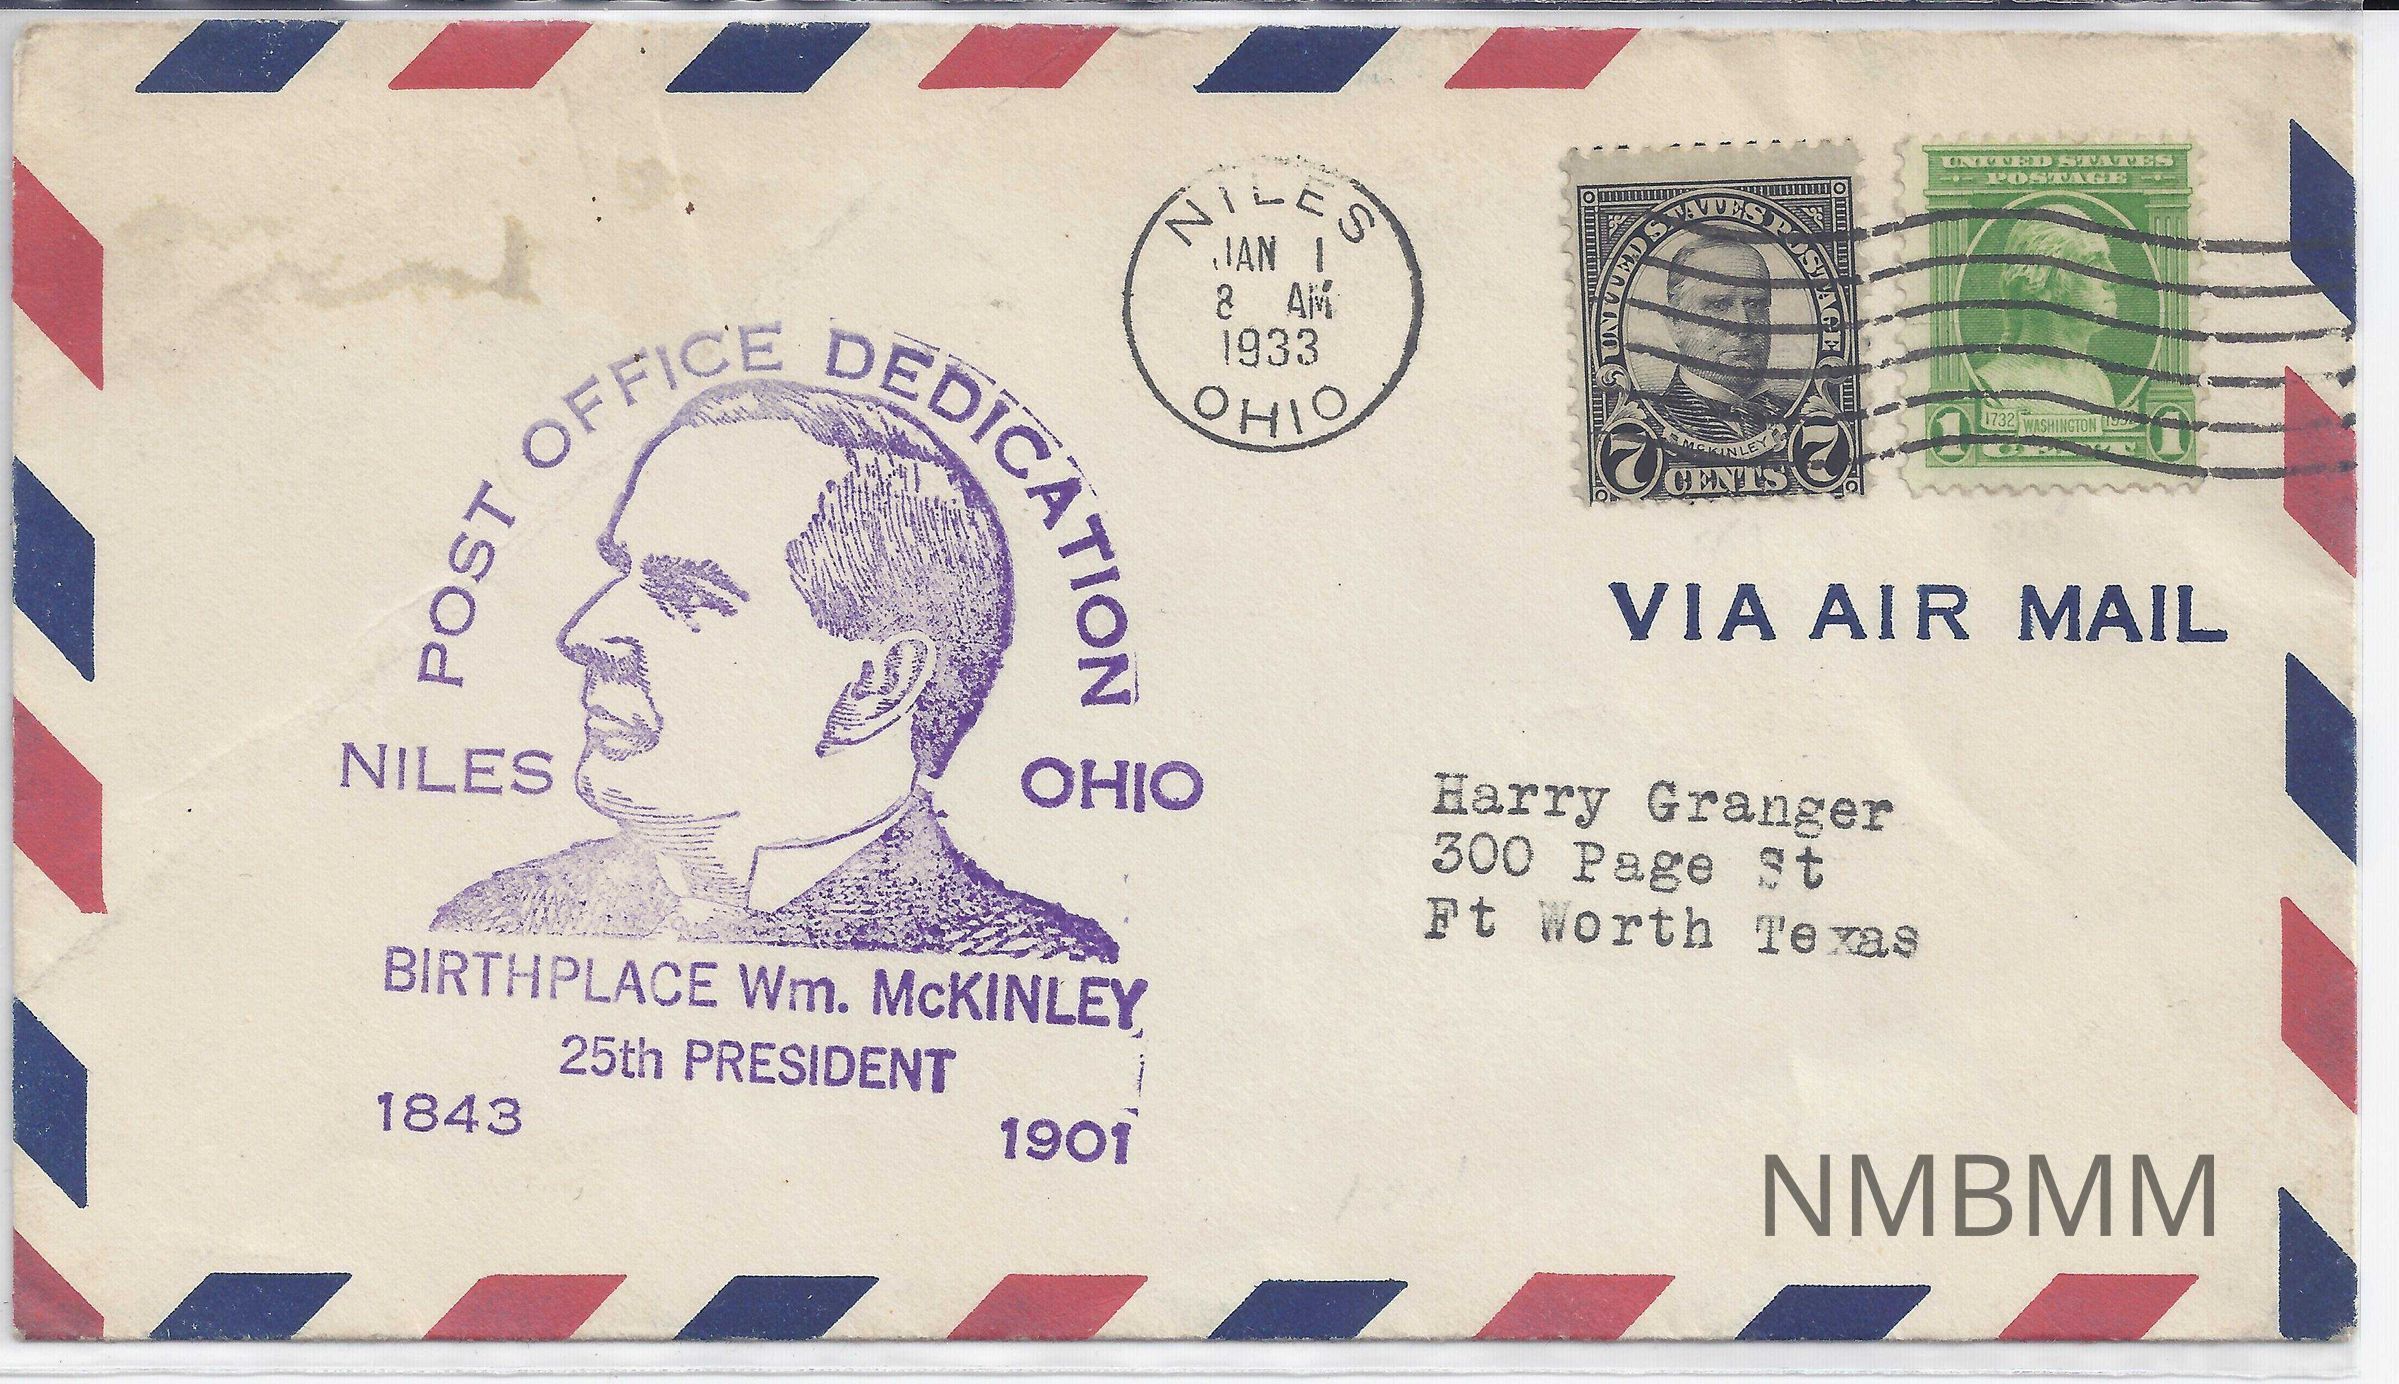 NILES
JAN 1
8 AM
1933
OHIO
UNITED STATES POSTAGE
McKINLEY
7 CENTS 7
UNITED STATES
POSTAGE
1732 WASHINGTON
1 1
VIA AIR MAIL
POST OFFICE DEDICATION
NILES OHIO
BIRTHPLACE Wm. McKINLEY
25th PRESIDENT
1843 1901
Harry Granger
300 Page St
Ft Worth Texas
NMBMM